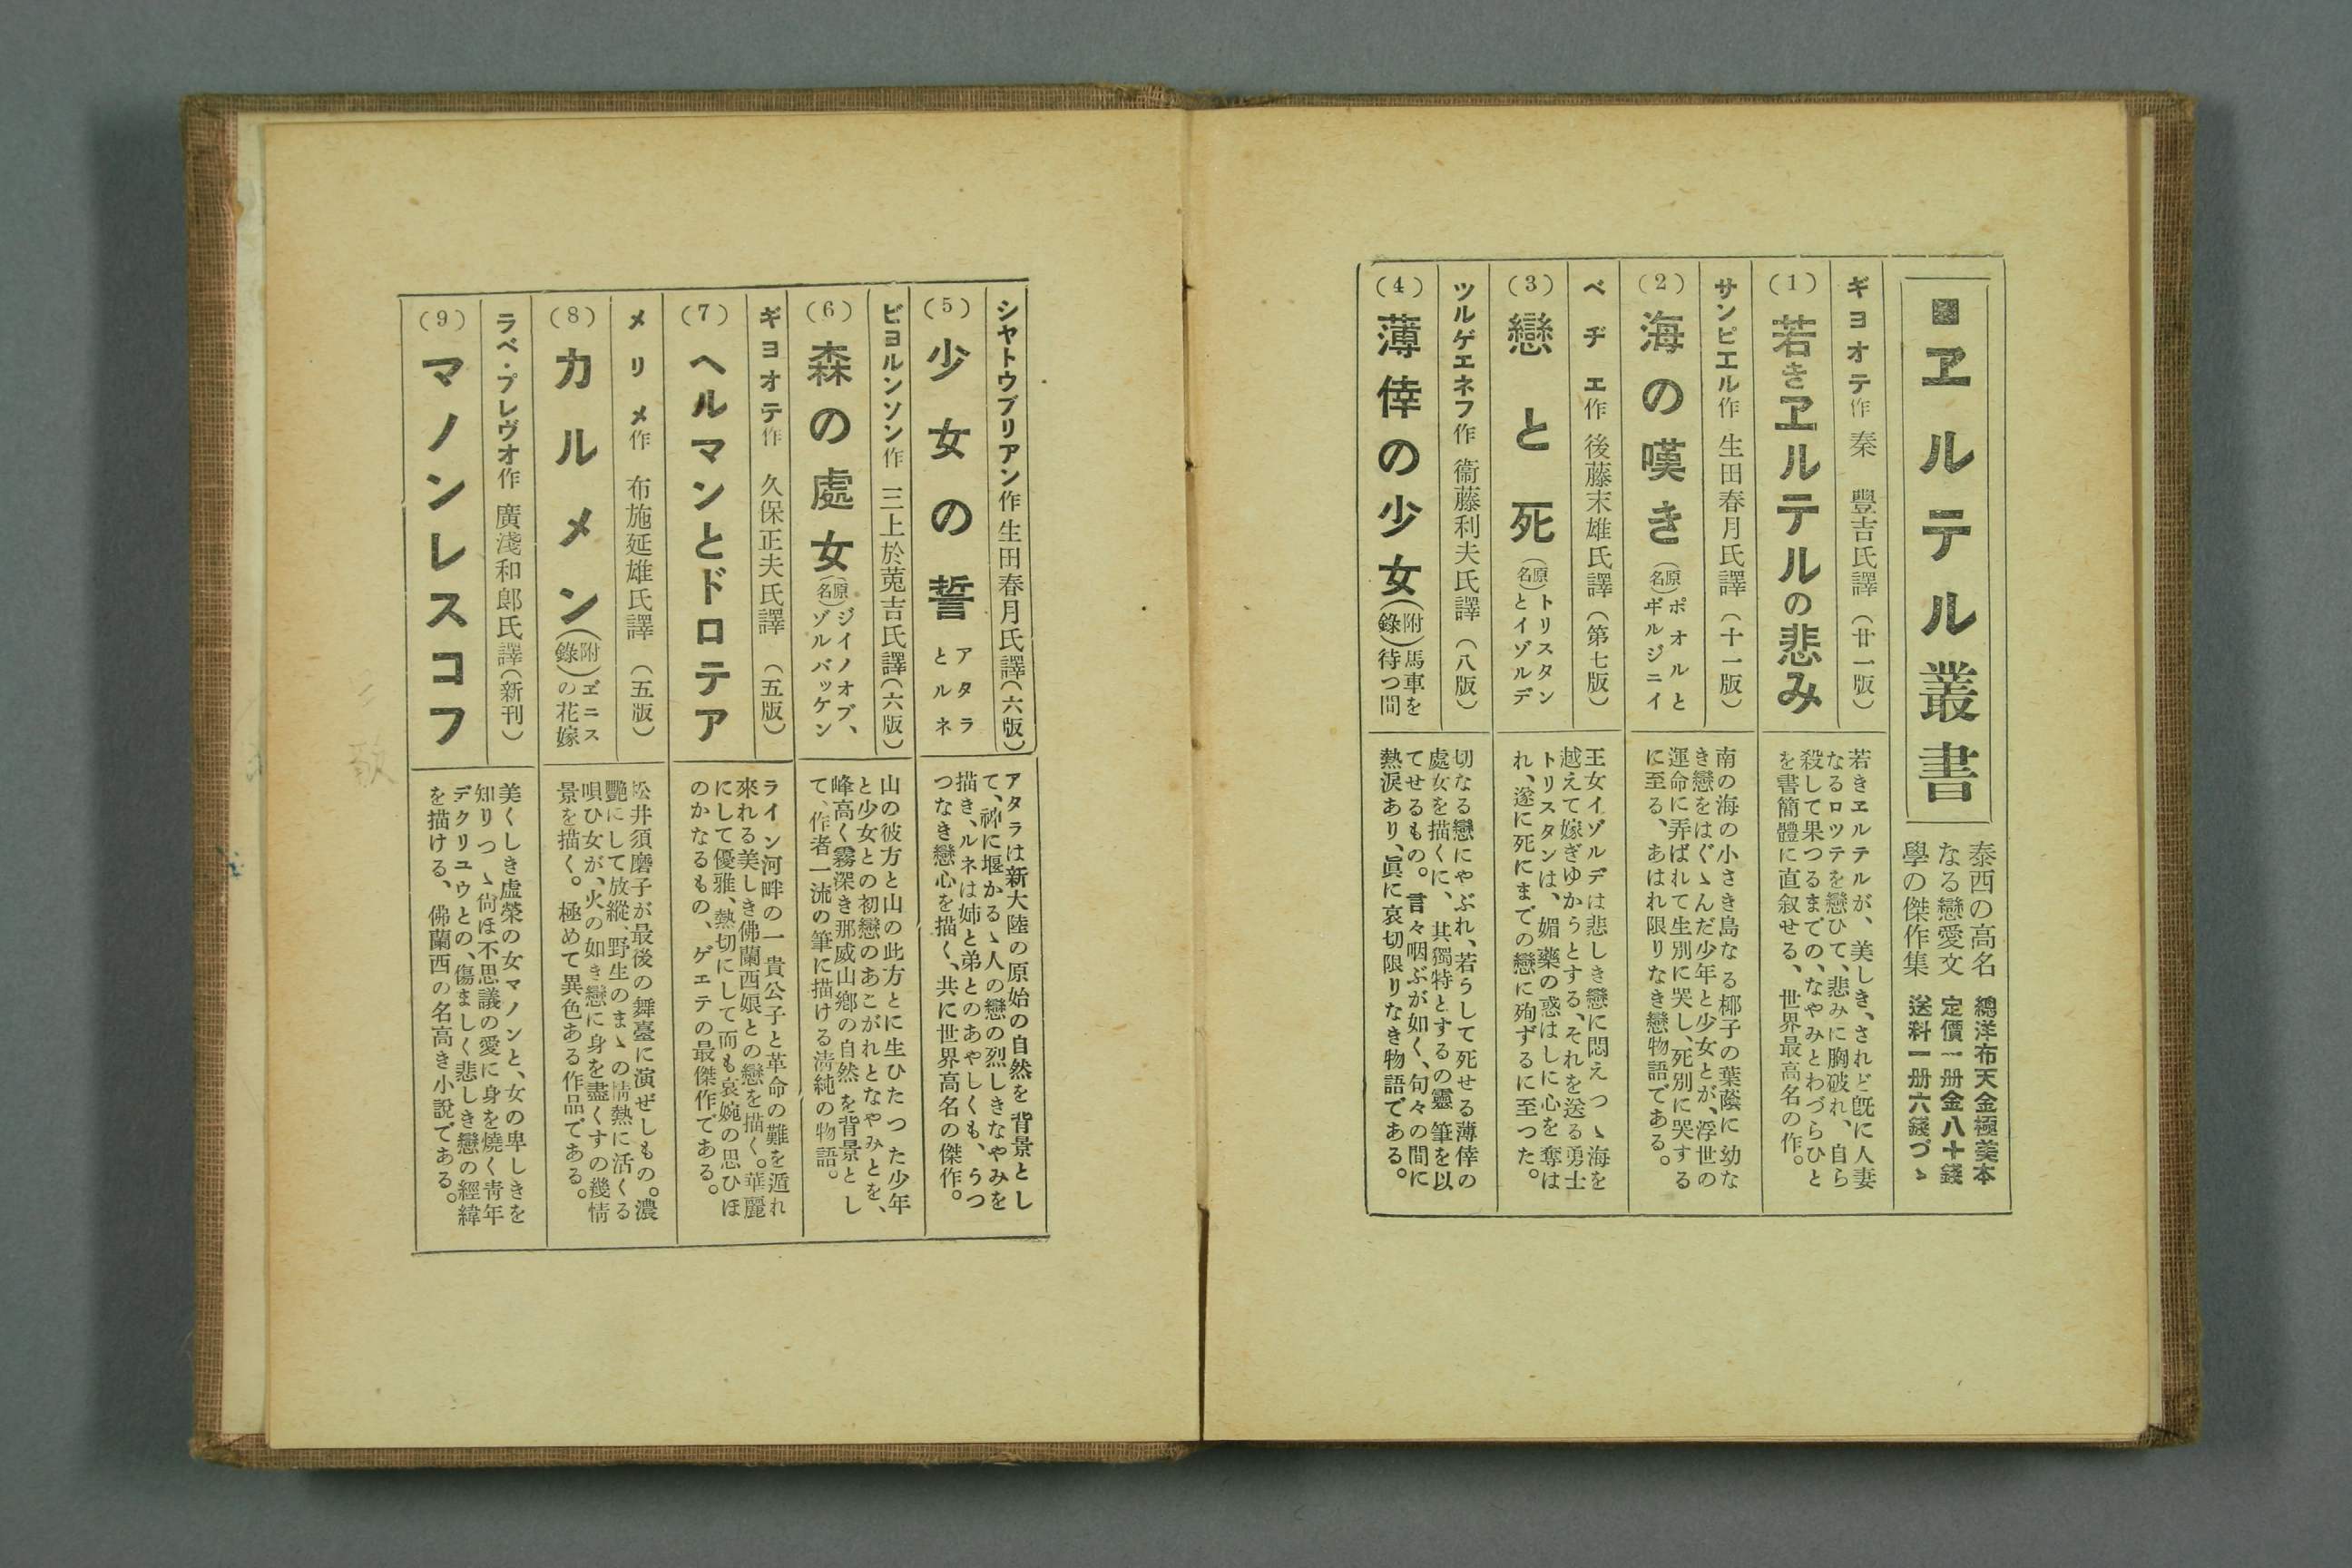 ■ヱルテル叢書
泰西の高名
なる戀愛文
學の傑作集
總洋布天金極美本
定價一册金八十錢
送料一册六錢づゝ
ギヨオテ作 秦 豐吉氏譯（廿一版）
（1）若きヱルテルの悲み
若きヱルテルが、美しき、されど既に人妻
なるロツテを戀ひて、悲みに胸破れ、自ら
殺して果つるまでの、なやみとわづらひと
を書簡體に直叙せる、世界最高名の作。
サンピエル作 生田春月氏譯（十一版）
（2）海の嘆き（原名）ポオルとヰルジニイ
南の海の小さき島なる椰子の葉蔭に幼な
き戀をはぐゝんだ少年と少女とが、浮世の
運命に弄ばれて生別に哭し、死別に哭する
に至る、あはれ限りなき戀物語である。
ベヂエ作 後藤末雄氏譯（第七版）
（3）戀と死（原名）トリスタンとイゾルデ
王女イゾルデは悲しき戀に悶えつゝ海を
越えて嫁ぎゆかうとする、それを送る勇士
トリスタンは、媚藥の惑はしに心を奪は
れ、遂に死にまでの戀に殉ずるに至つた。
ツルゲエネフ作 衞藤利夫氏譯（八版）
（4）薄倖の少女（附錄）馬車を待つ間
切なる戀にやぶれ、若うして死せる薄倖の
處女を描くに、其獨特とするの靈筆を以
てせるもの。言々咽ぶが如く、句々の間に
熱淚あり、眞に哀切限りなき物語である。
シヤトウブリアン作 生田春月氏譯（六版）
（5）少女の誓 アタラとルネ
アタラは新大陸の原始の自然を背景とし
て、神に堰かるゝ人の戀の烈しきなやみを
描き、ルネは姉と弟とのあやしくも、うつ
つなき戀心を描く、共に世界高名の傑作。
ビヨルンソン作 三上於菟吉氏譯（六版）
（6）森の處女（原名）ジイノオブ、ゾルバッケン
山の彼方と山の此方とに生ひたつた少年
と少女との初戀のあこがれとなやみとを、
峰高く霧深き那威山鄕の自然を背景とし
て、作者一流の筆に描ける淸純の物語。
ギヨオテ作 久保正夫氏譯（五版）
（7）ヘルマンとドロテア
ライン河畔の一貴公子と革命の難を遁れ
來れる美しき佛蘭西娘との戀を描く。華麗
にして優雅、熱切にして而も哀婉の思ひほ
のかなるもの、ゲエテの最傑作である。
メリメ作 布施延雄氏譯（五版）
（8）カルメン（附錄）ヹニスの花嫁
松井須磨子が最後の舞臺に演ぜしもの。濃
艷にして放縱、野生のまゝの情熱に活くる
唄ひ女が、火の如き戀に身を盡くすの幾情
景を描く。極めて異色ある作品である。
ラベ・プレヴオ作 廣淺和郞氏譯（新刊）
（9）マノンレスコフ
美くしき虛榮の女マノンと、女の卑しきを
知りつゝ尙ほ不思議の愛に身を燒く靑年
デクリユウとの、傷ましく悲しき戀の經緯
を描ける、佛蘭西の名高き小說である。